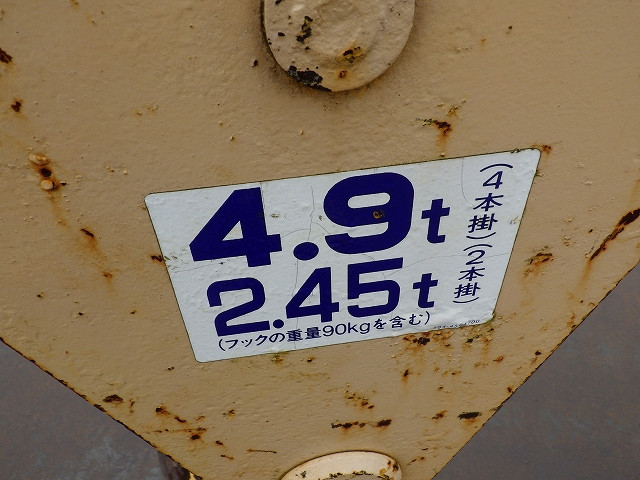 4.9t (4本掛)
2.45t (2本掛)
(フックの重量90kgを含む)